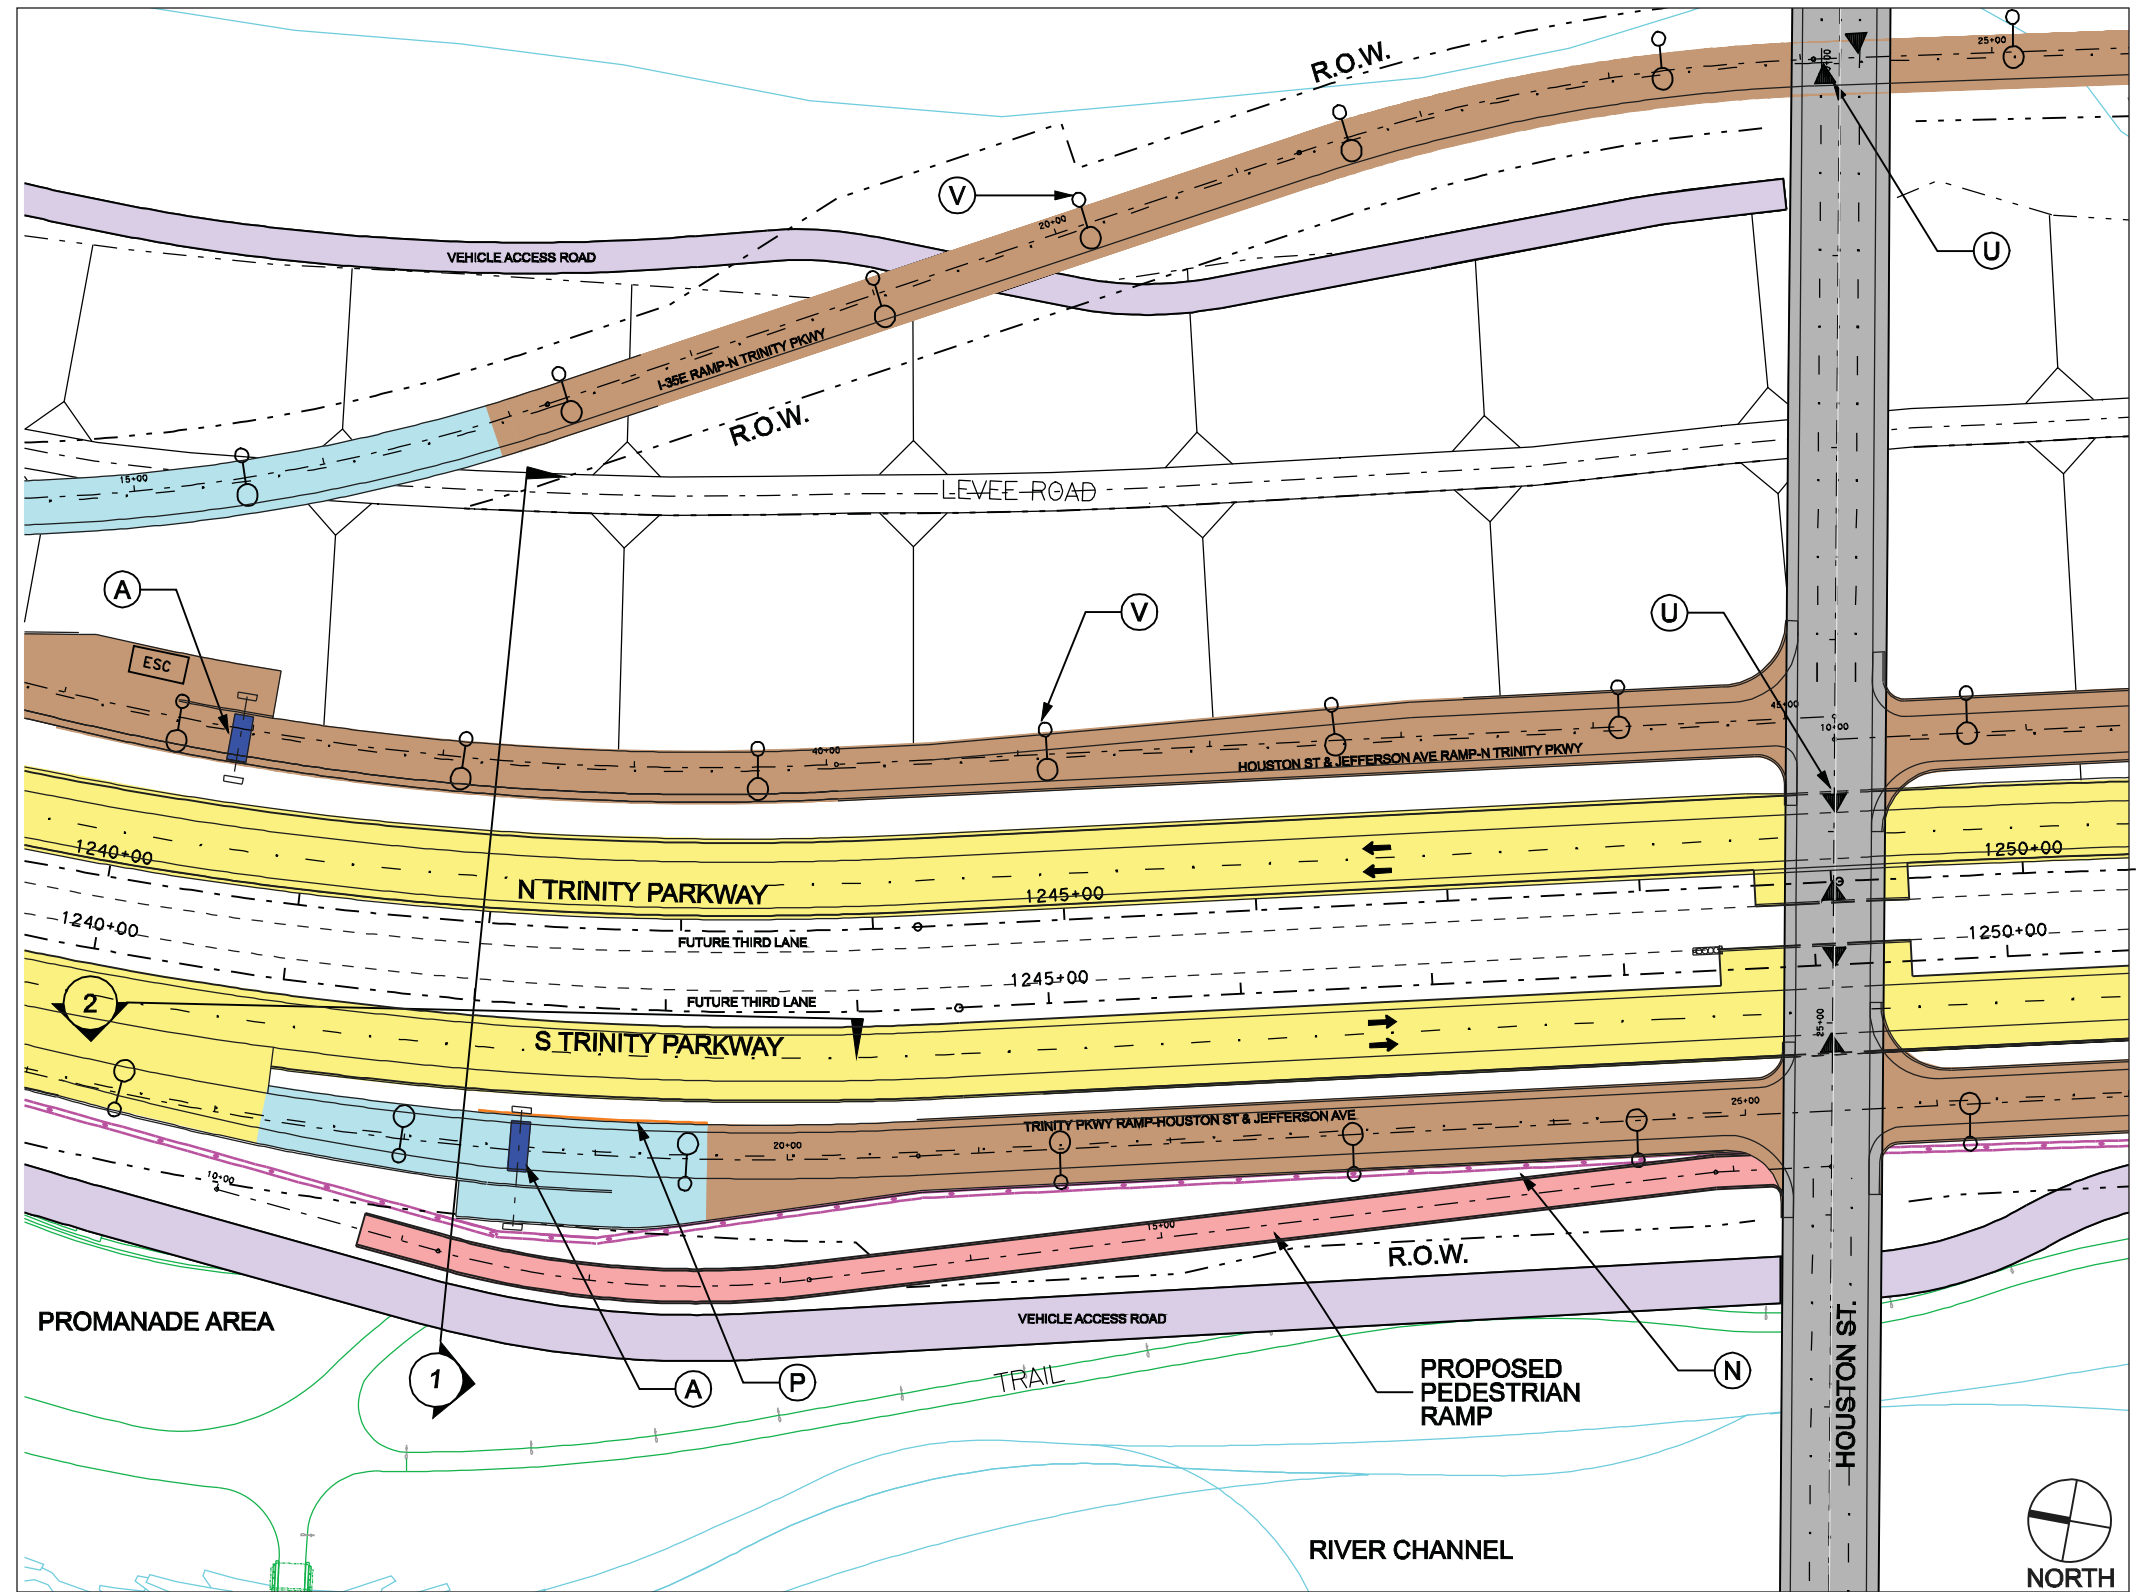 R.O.W.
25+00
V
20+00
U
VEHICLE ACCESS ROAD
I-35E RAMP-N TRINITY PKWY
R.O.W.
15+00
LEVEE ROAD
A
V
U
ESC
45+00
10+00
40+00
HOUSTON ST & JEFFERSON AVE RAMP-N TRINITY PKWY
1240+00
1250+00
N TRINITY PARKWAY
1245+00
1240+00
FUTURE THIRD LANE
1250+00
1245+00
2
FUTURE THIRD LANE
S TRINITY PARKWAY
25+00
25+00
TRINITY PKWY RAMP-HOUSTON ST & JEFFERSON AVE
20+00
10+00
15+00
R.O.W.
PROMANADE AREA
VEHICLE ACCESS ROAD
HOUSTON ST.
1
A
P
TRAIL
PROPOSED
PEDESTRIAN
RAMP
N
RIVER CHANNEL
NORTH